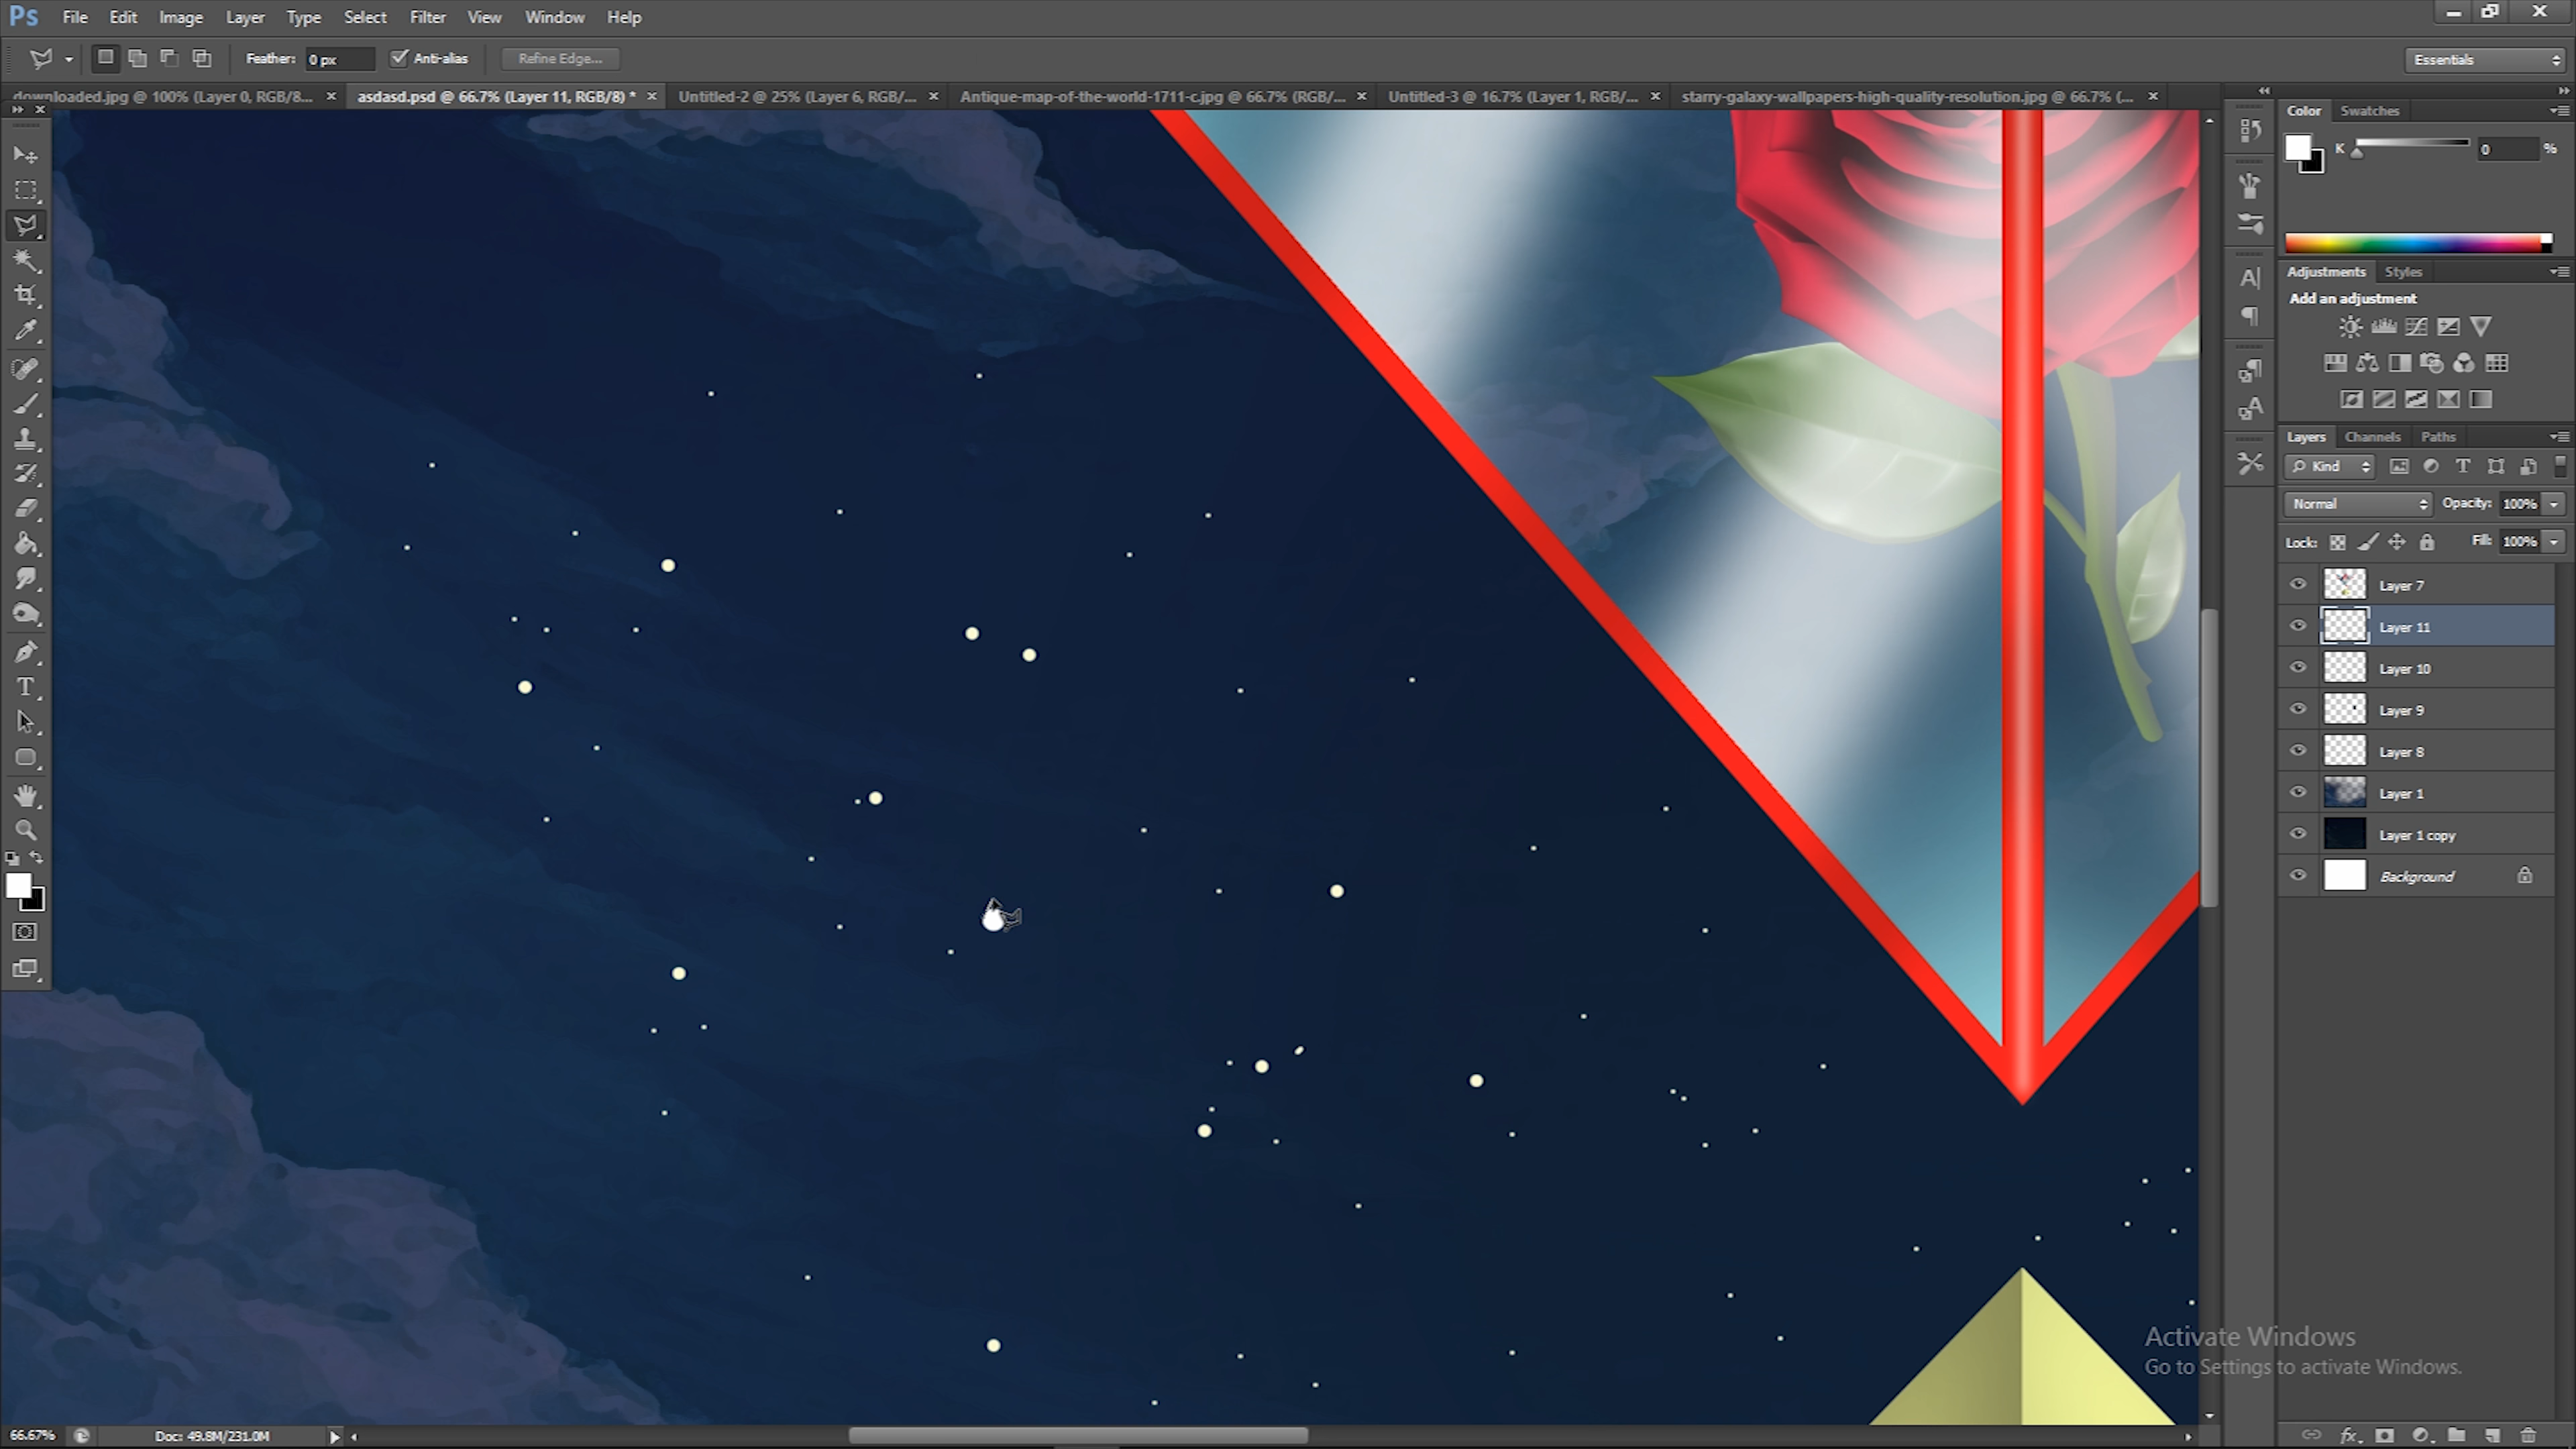 Ps File Edit Image Layer Type Select Filter View Window Help
Feather: 0 px Anti-alias Refine Edge... Essentials
downloaded.jpg @ 100% (Layer 0, RGB/8... asdasd.psd @ 66.7% (Layer 11, RGB/8) * Untitled-2 @ 25% (Layer 6, RGB/... Antique-map-of-the-world-1711-c.jpg @ 66.7% (RGB/... Untitled-3 @ 16.7% (Layer 1, RGB/... starry-galaxy-wallpapers-high-quality-resolution.jpg @ 66.7% (...
Color Swatches
K 0 %
Adjustments Styles
Add an adjustment
Layers Channels Paths
Kind
Normal Opacity: 100%
Lock: Fill: 100%
Layer 7
Layer 11
Layer 10
Layer 9
Layer 8
Layer 1
Layer 1 copy
Background
Activate Windows
Go to Settings to activate Windows.
66.67% Doc: 49.8M/231.0M